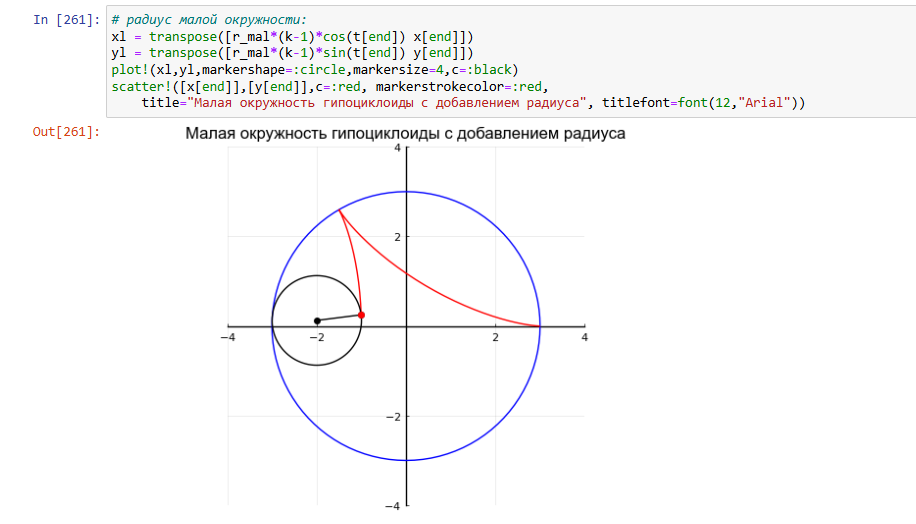 In [261]: # радиус малой окружности:
xl = transpose([r_mal*(k-1)*cos(t[end]) x[end]])
yl = transpose([r_mal*(k-1)*sin(t[end]) y[end]])
plot!(xl,yl,markershape=:circle,markersize=4,c=:black)
scatter!([x[end]],[y[end]],c=:red, markerstrokecolor=:red,
title="Малая окружность гипоциклоиды с добавлением радиуса", titlefont=font(12,"Arial"))
Out[261]:
Малая окружность гипоциклоиды с добавлением радиуса
4
2
−4 −2 2 4
−2
−4